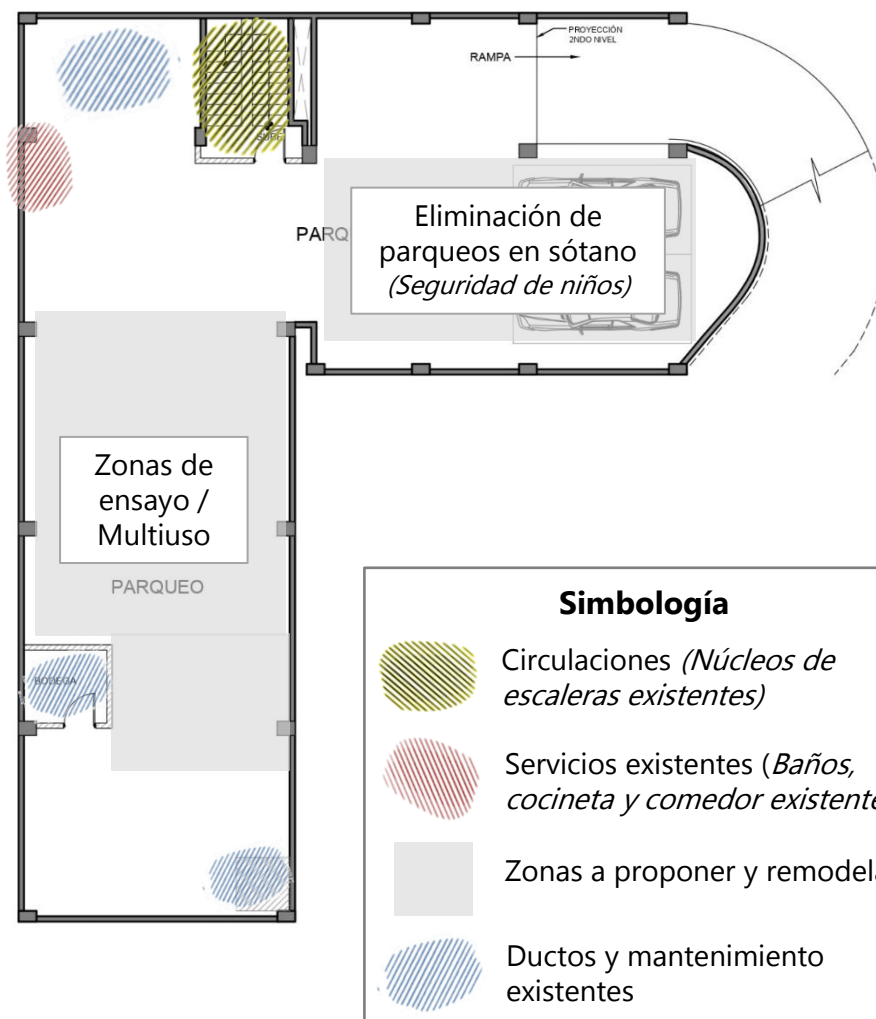 PROYECCIÓN
2NDO NIVEL
RAMPA
SUBE
PARQ
Eliminación de
parqueos en sótano
(Seguridad de niños)
Zonas de
ensayo /
Multiuso
PARQUEO
BODEGA
Simbología
Circulaciones (Núcleos de
escaleras existentes)
Servicios existentes (Baños,
cocineta y comedor existente
Zonas a proponer y remodela
Ductos y mantenimiento
existentes